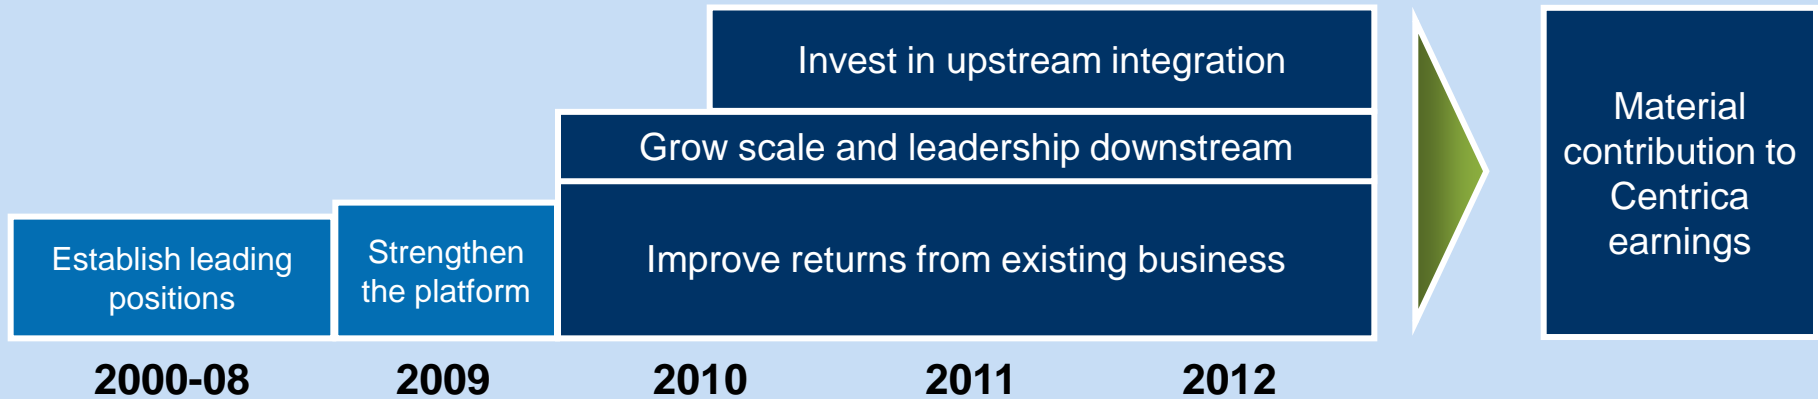 Invest in upstream integration
Grow scale and leadership downstream
Improve returns from existing business
Establish leading
positions
Strengthen
the platform
Material
contribution to
Centrica
earnings
2000-08
2009
2010
2011
2012